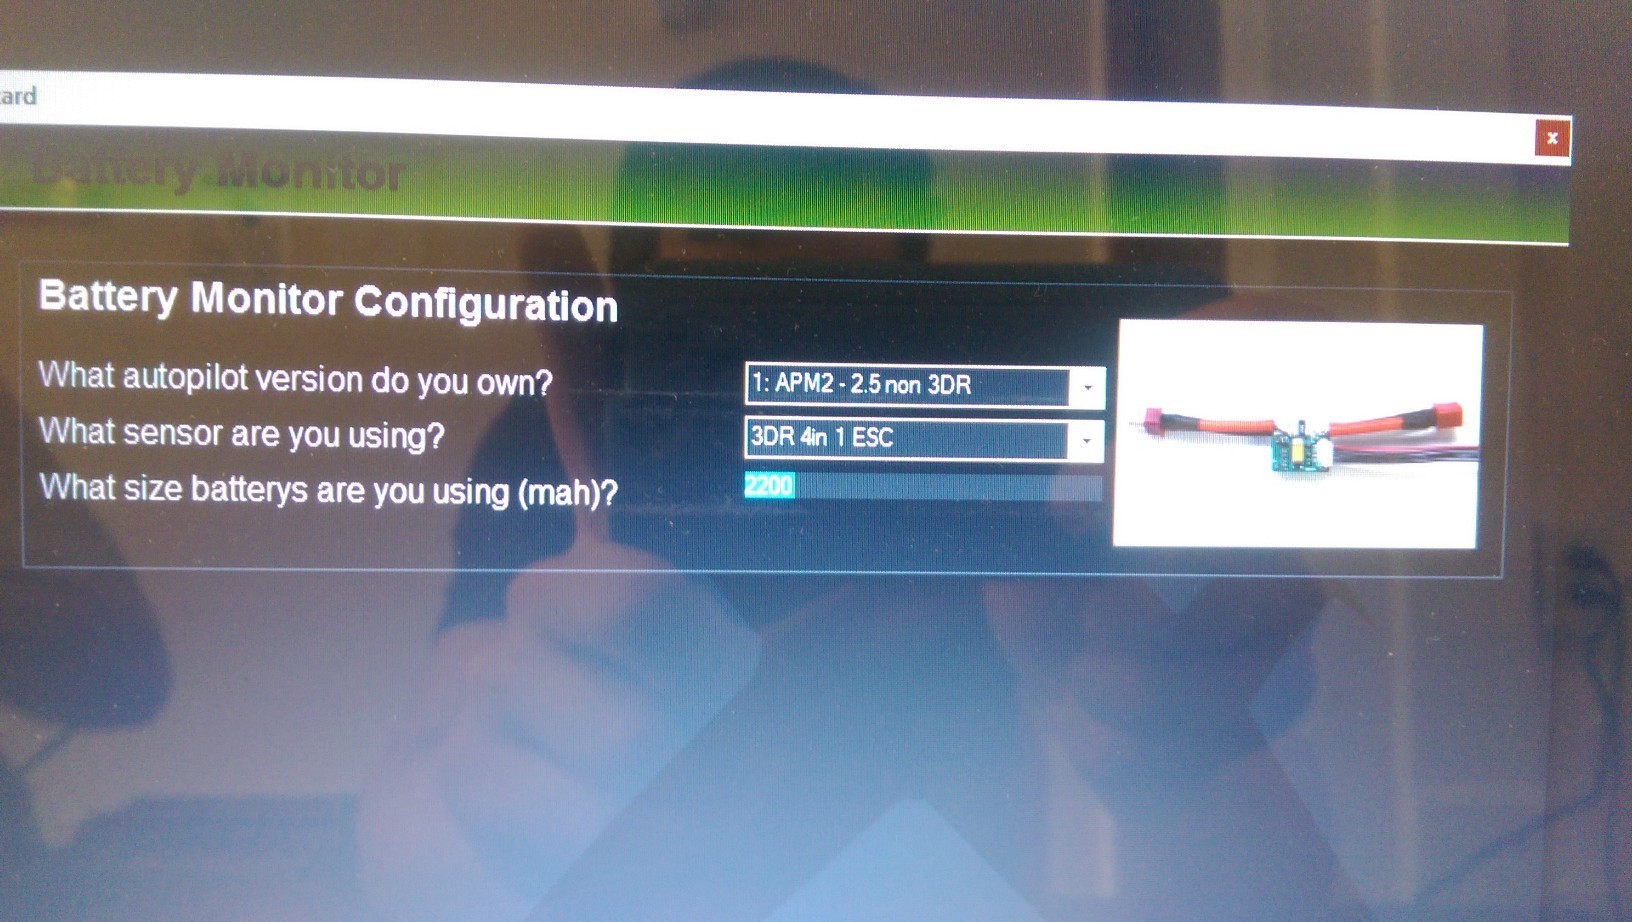 ard
Battery Monitor
Battery Monitor Configuration
What autopilot version do you own?
1: APM2 - 2.5 non 3DR
What sensor are you using?
3DR 4in 1 ESC
What size batterys are you using (mah)?
2200